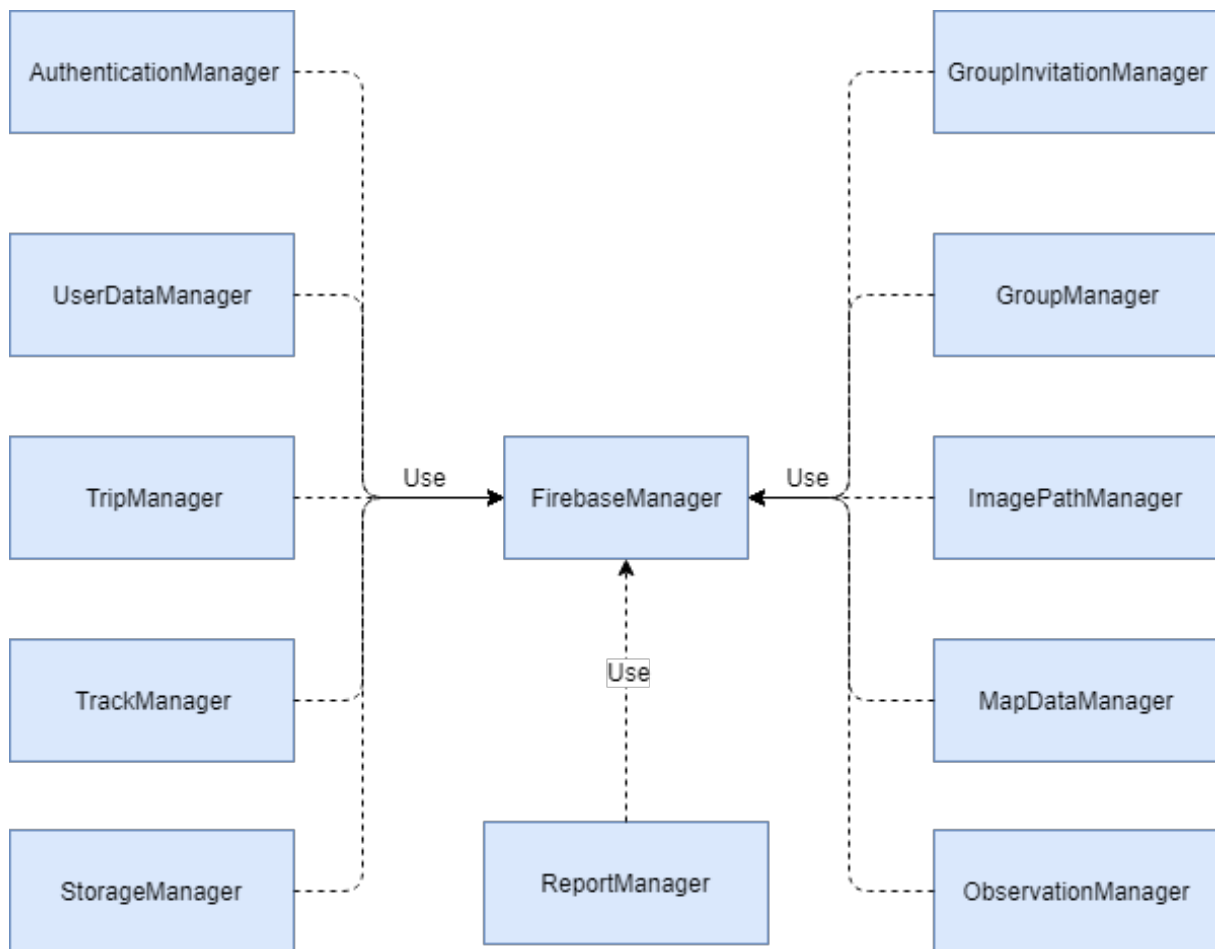 AuthenticationManager
GroupInvitationManager
UserDataManager
GroupManager
TripManager
Use
FirebaseManager
Use
ImagePathManager
Use
TrackManager
MapDataManager
StorageManager
ReportManager
ObservationManager